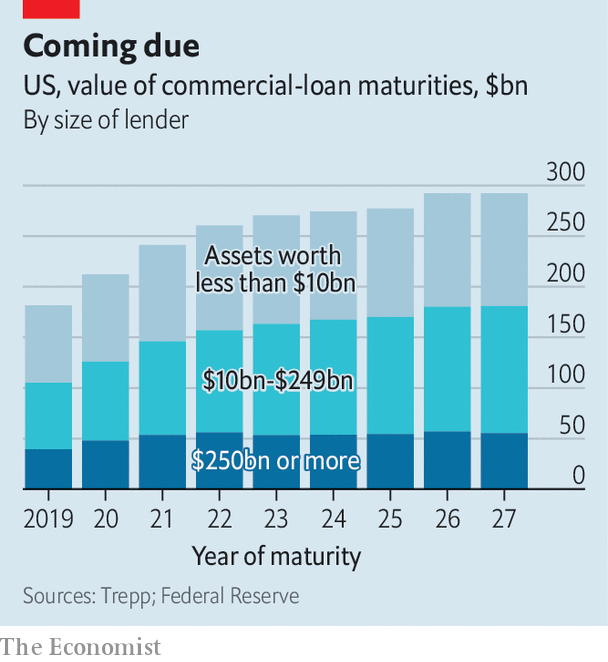 Coming due
US, value of commercial-loan maturities, $bn
By size of lender
300
250
200
150
100
50
0
Assets worth
less than $10bn
$10bn-$249bn
$250bn or more
2019 20 21 22 23 24 25 26 27
Year of maturity
Sources: Trepp; Federal Reserve
The Economist